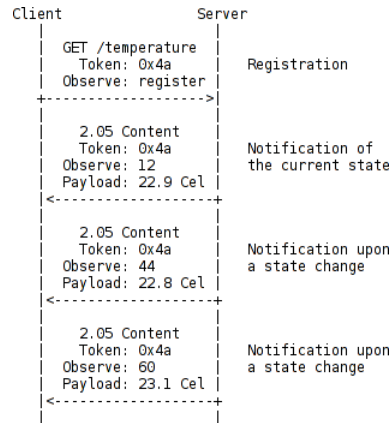 Client Server
GET /temperature
Token: 0x4a Registration
Observe: register
2.05 Content
Token: 0x4a Notification of
Observe: 12 the current state
Payload: 22.9 Cel
2.05 Content
Token: 0x4a Notification upon
Observe: 44 a state change
Payload: 22.8 Cel
2.05 Content
Token: 0x4a Notification upon
Observe: 60 a state change
Payload: 23.1 Cel